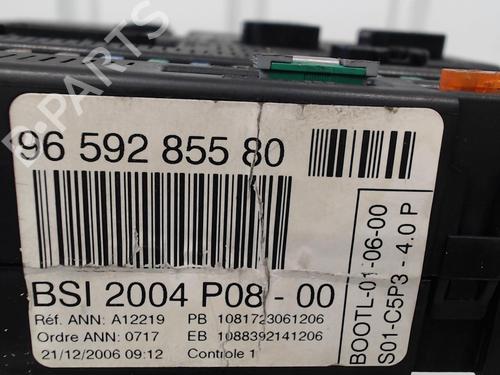 B-PARTS
96 592 855 80
BSI 2004 P08 - 00
Réf. ANN: A12219 PB 1081723061206
Ordre ANN: 0717 EB 1088392141206
21/12/2006 09:12 Controle 1
BOOTL-01-06-00
S01-C5P3 - 4.0 P